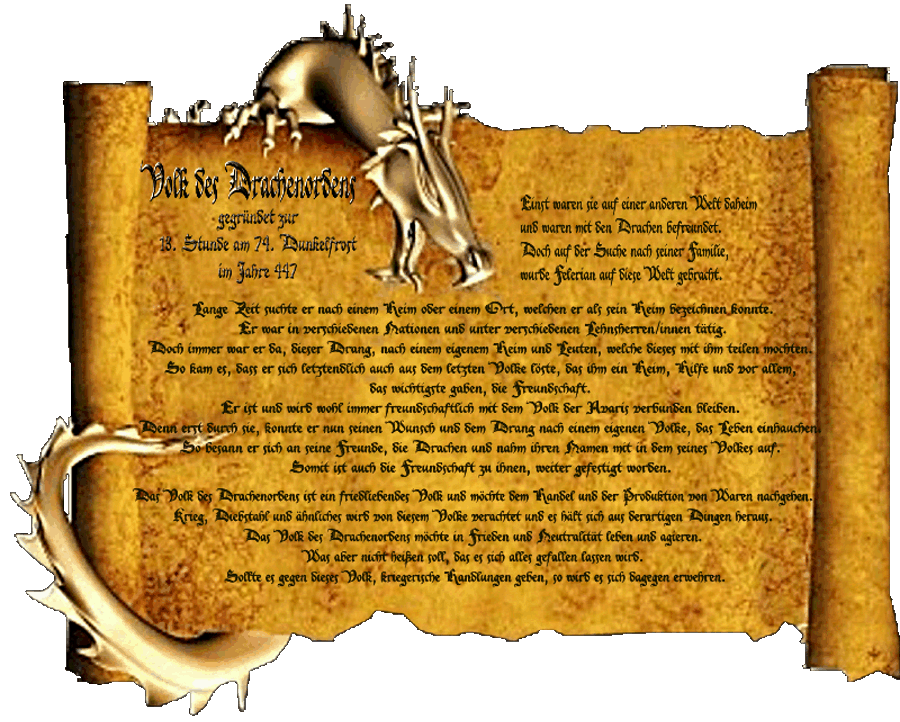 Volk des Drachenordens
gegründet zur
18. Stunde am 74. Dunkelfrost
im Jahre 447
Einst waren sie auf einer anderen Welt daheim
und waren mit den Drachen befreundet.
Doch auf der Suche nach seiner Familie,
wurde Felerian auf diese Welt gebracht.
Lange Zeit suchte er nach einem Heim oder einem Ort, welchen er als sein Heim bezeichnen konnte.
Er war in verschiedenen Nationen und unter verschiedenen Lehnsherren/innen tätig.
Doch immer war er da, dieser Drang, nach einem eigenem Heim und Leuten, welche dieses mit ihm teilen mochten.
So kam es, dass er sich letztendlich auch aus dem letzten Volke löste, das ihm ein Heim, Hilfe und vor allem,
das wichtigste gaben, die Freundschaft.
Er ist und wird wohl immer freundschaftlich mit dem Volk der Avaris verbunden bleiben.
Denn erst durch sie, konnte er nun seinen Wunsch und dem Drang nach einem eigenen Volke, das Leben einhauchen.
So besann er sich an seine Freunde, die Drachen und nahm ihren Namen mit in dem seines Volkes auf.
Somit ist auch die Freundschaft zu ihnen, weiter gefestigt worden.
Das Volk des Drachenordens ist ein friedliebendes Volk und möchte dem Handel und der Produktion von Waren nachgehen.
Krieg, Diebstahl und ähnliches wird von diesem Volke verachtet und es hält sich aus derartigen Dingen heraus.
Das Volk des Drachenordens möchte in Frieden und Neutralität leben und agieren.
Was aber nicht heißen soll, das es sich alles gefallen lassen wird.
Sollte es gegen dieses Volk, kriegerische Handlungen geben, so wird es sich dagegen erwehren.